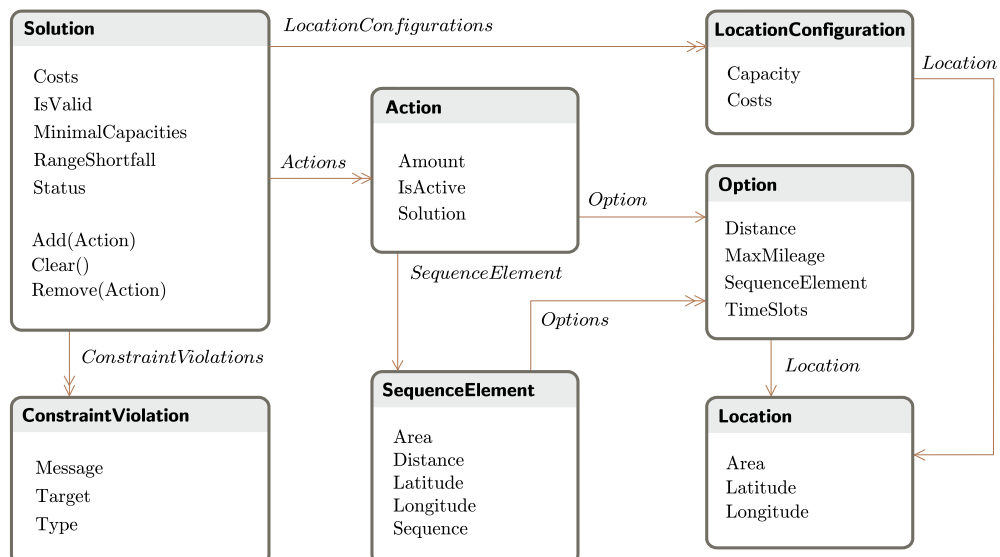 Solution
Costs
IsValid
MinimalCapacities
RangeShortfall
Status
Add(Action)
Clear()
Remove(Action)
LocationConfigurations
LocationConfiguration
Capacity
Costs
Location
Actions
Action
Amount
IsActive
Solution
Option
Option
Distance
MaxMileage
SequenceElement
TimeSlots
SequenceElement
Options
ConstraintViolations
Location
ConstraintViolation
Message
Target
Type
SequenceElement
Area
Distance
Latitude
Longitude
Sequence
Location
Area
Latitude
Longitude